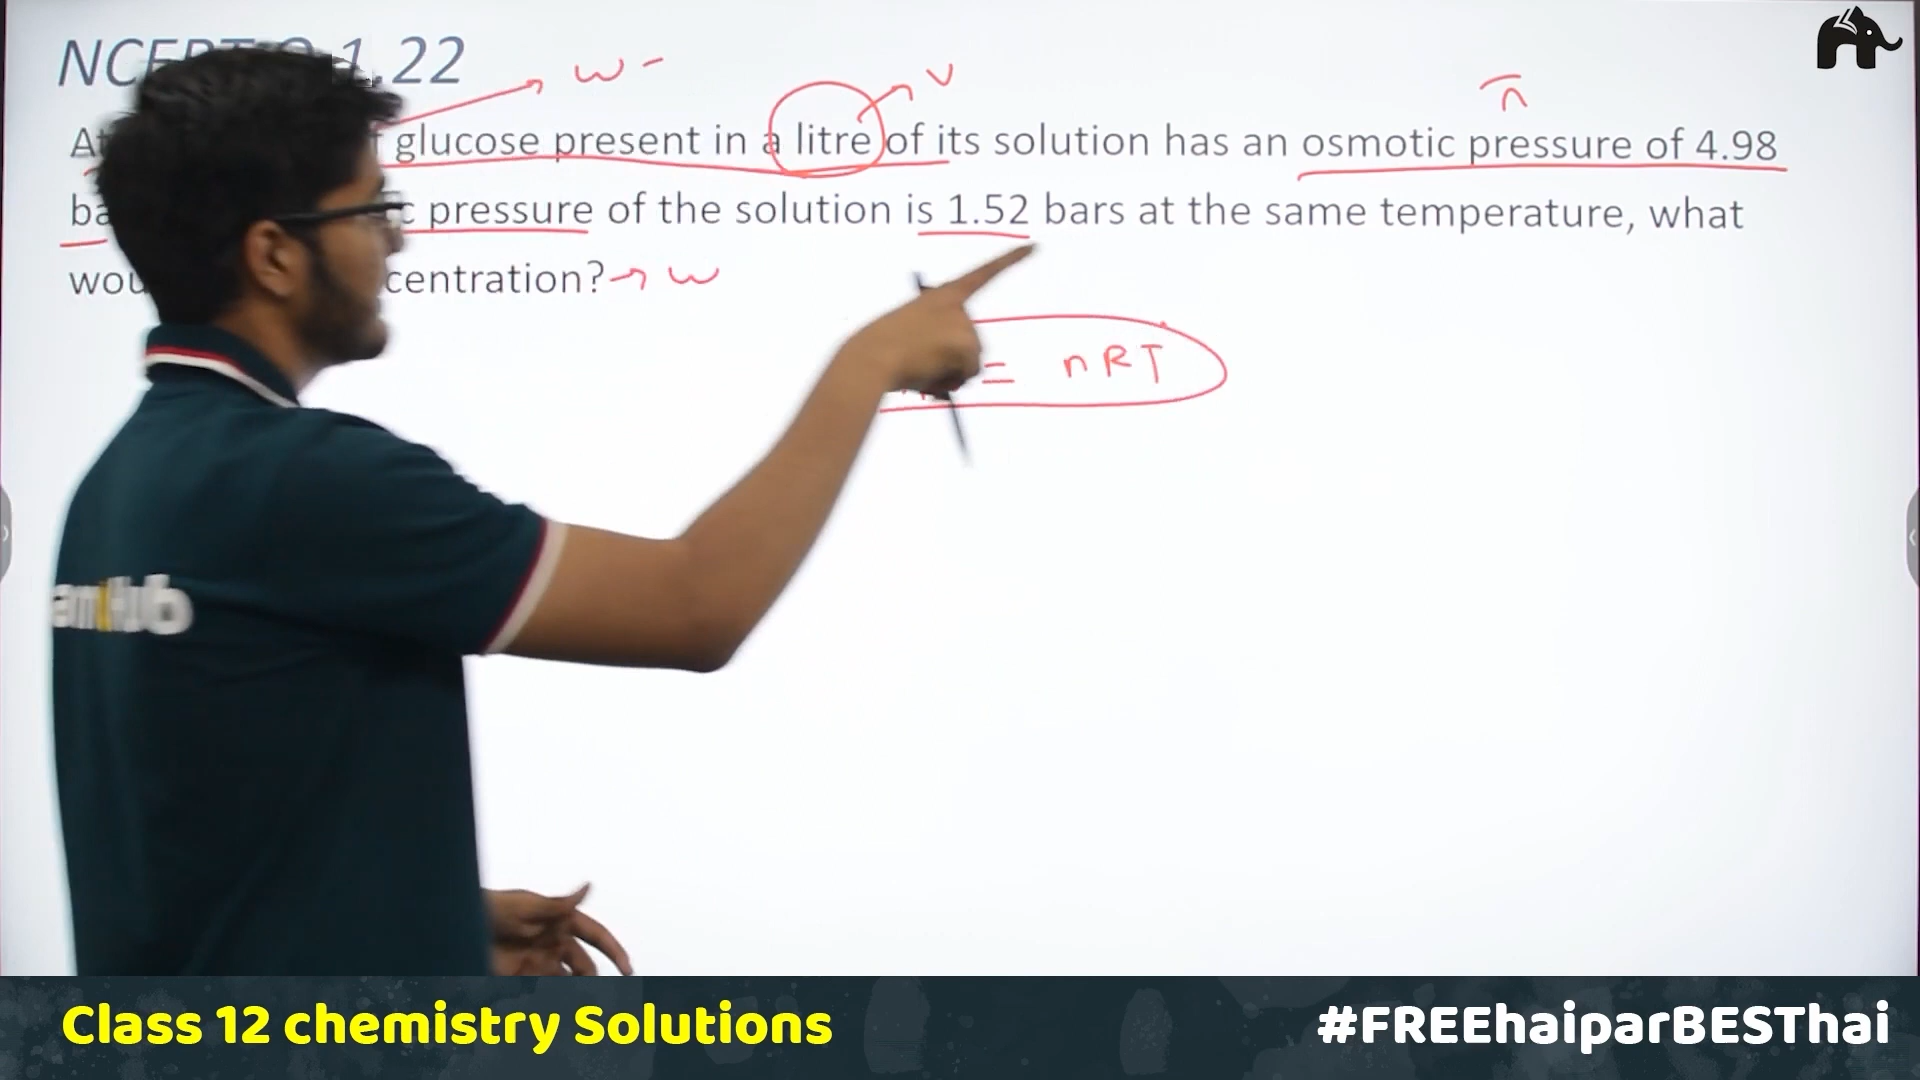 NCERT Q 1.22
w -
v
π
glucose present in a litre of its solution has an osmotic pressure of 4.98
pressure of the solution is 1.52 bars at the same temperature, what
centration? → w
= nRT
Class 12 chemistry Solutions
#FREEhaiparBESThai